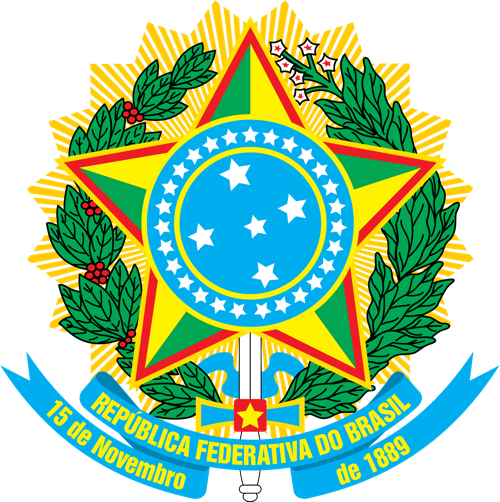 REPÚBLICA FEDERATIVA DO BRASIL
15 de Novembro
de 1889